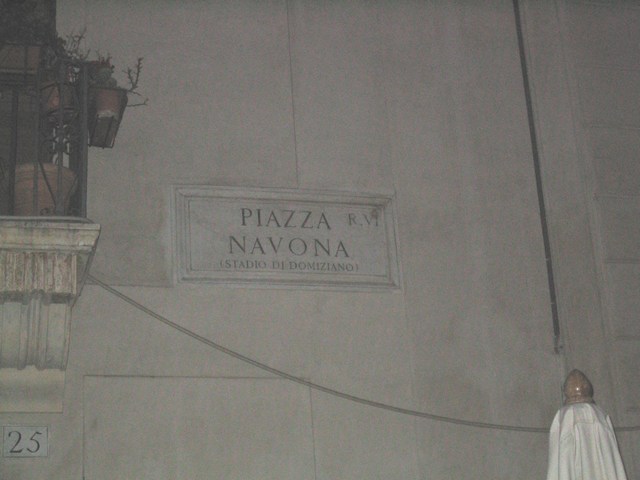 PIAZZA R. VI
NAVONA
(STADIO DI DOMIZIANO)
25